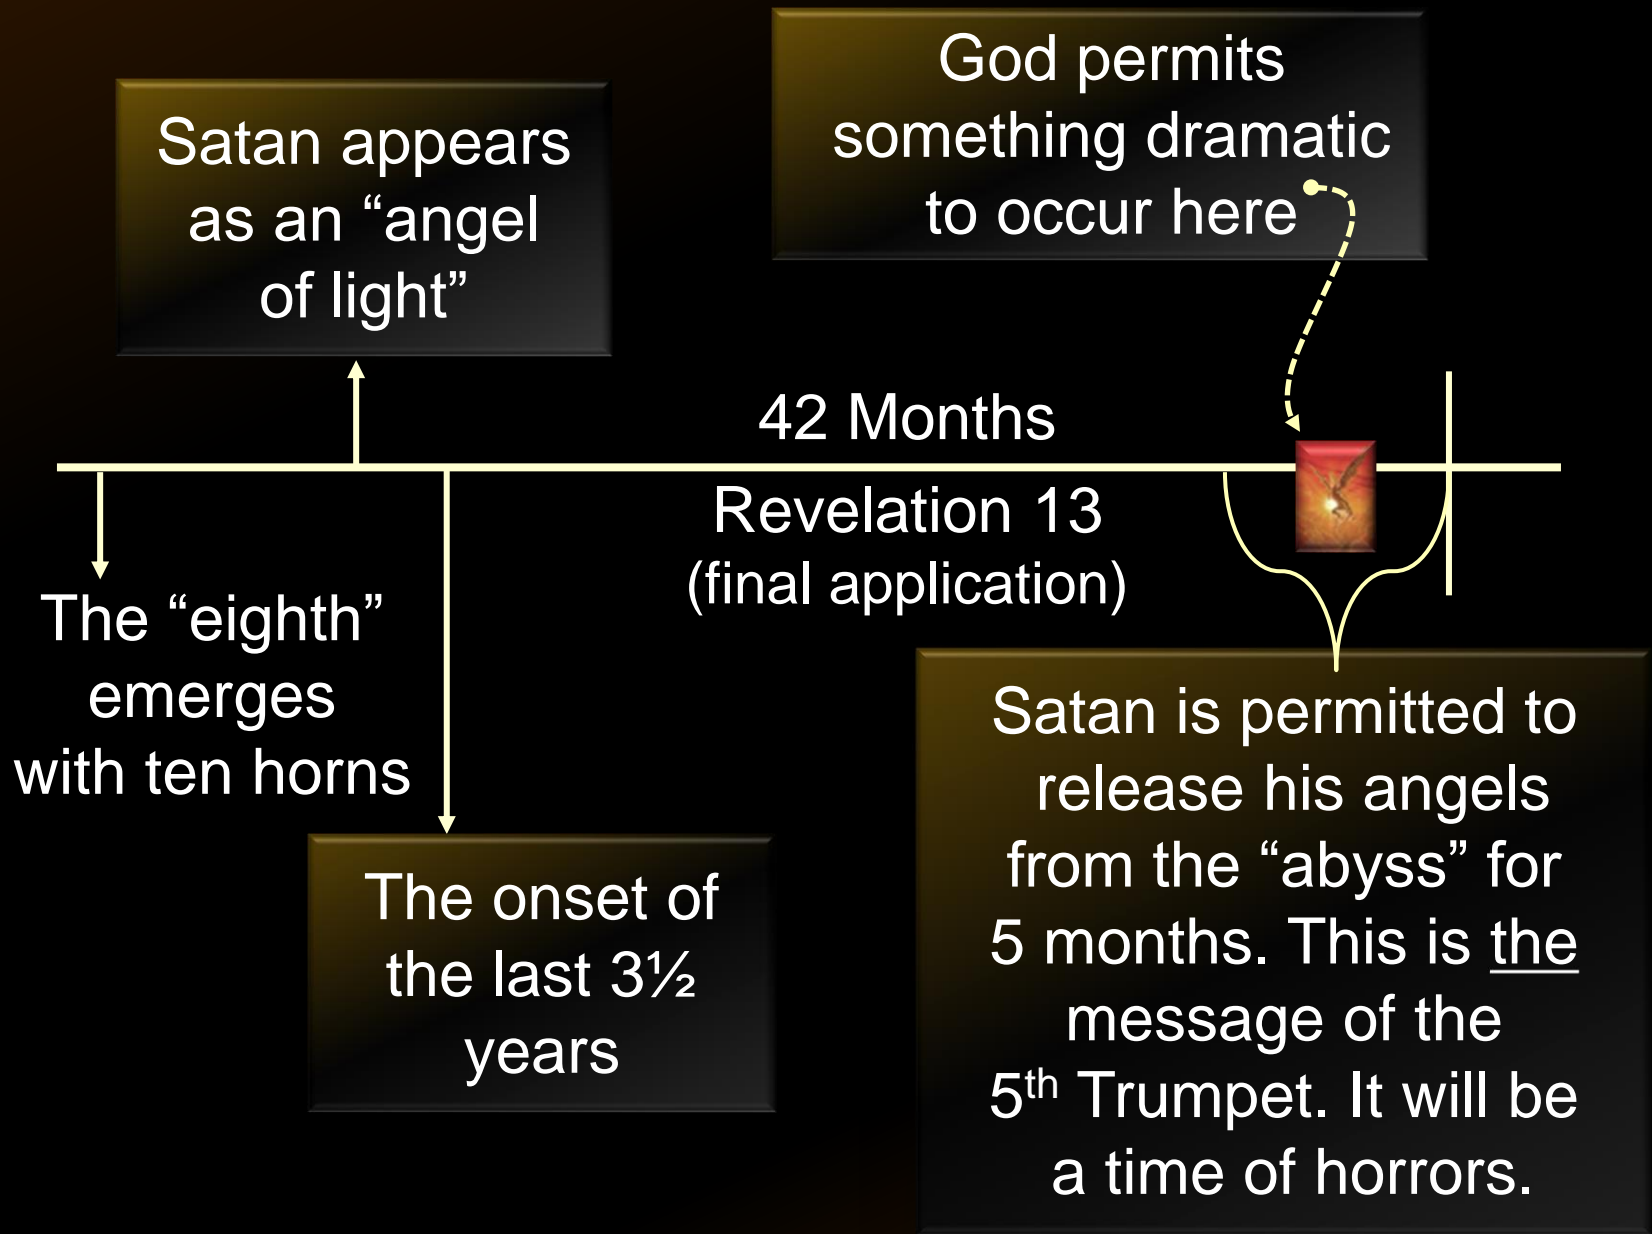 Satan appears
as an “angel
of light”
God permits
something dramatic
to occur here
42 Months
Revelation 13
(final application)
The “eighth”
emerges
with ten horns
The onset of
the last 3½
years
Satan is permitted to
release his angels
from the “abyss” for
5 months. This is the
message of the
5th Trumpet. It will be
a time of horrors.